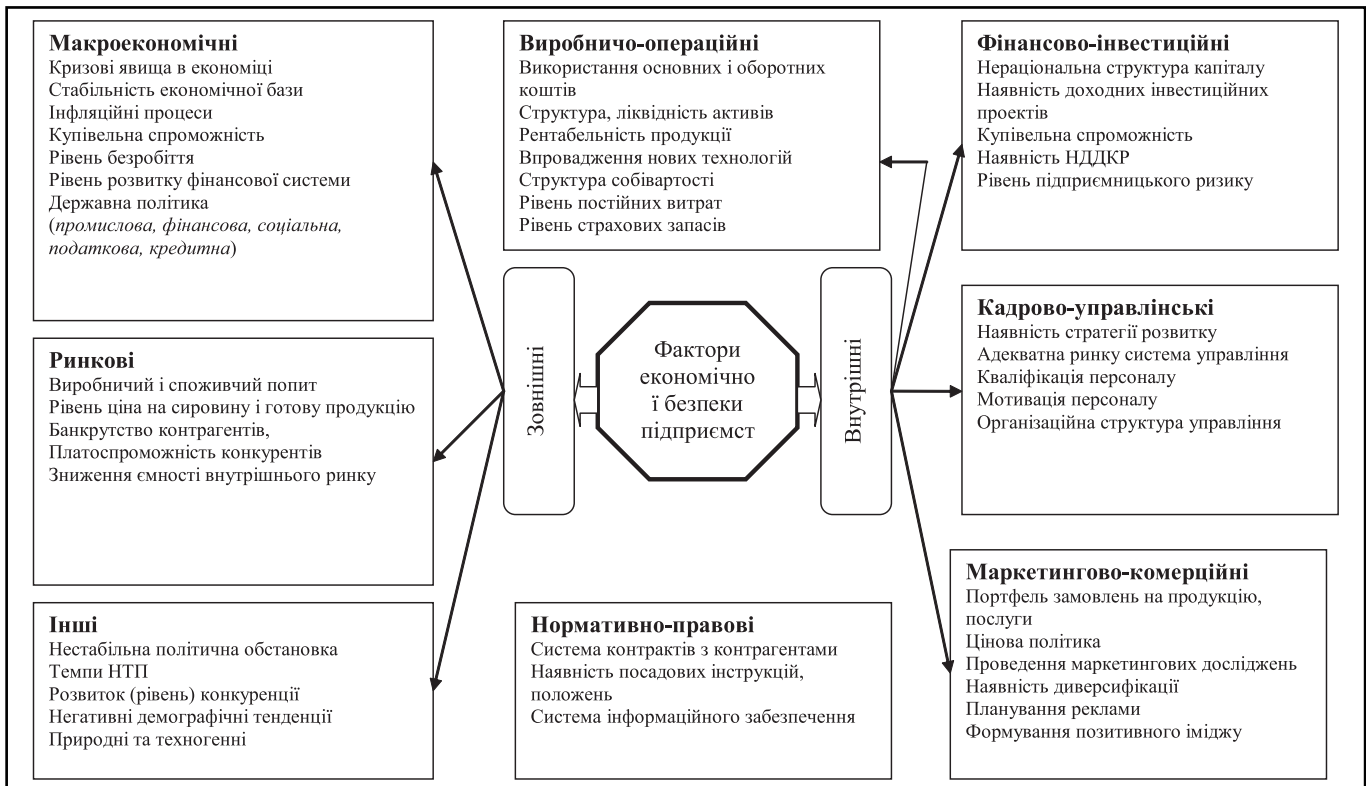 Макроекономічні
Кризові явища в економіці
Стабільність економічної бази
Інфляційні процеси
Купівельна спроможність
Рівень безробіття
Рівень розвитку фінансової системи
Державна політика
(промислова, фінансова, соціальна,
податкова, кредитна)
Виробничо-операційні
Використання основних і оборотних
коштів
Структура, ліквідність активів
Рентабельність продукції
Впровадження нових технологій
Структура собівартості
Рівень постійних витрат
Рівень страхових запасів
Фінансово-інвестиційні
Нераціональна структура капіталу
Наявність доходних інвестиційних
проектів
Купівельна спроможність
Наявність НДДКР
Рівень підприємницького ризику
Ринкові
Виробничий і споживчий попит
Рівень ціна на сировину і готову продукцію
Банкрутство контрагентів,
Платоспроможність конкурентів
Зниження ємності внутрішнього ринку
Зовнішні
Фактори
економічно
ї безпеки
підприємст
Внутрішні
Кадрово-управлінські
Наявність стратегії розвитку
Адекватна ринку система управління
Кваліфікація персоналу
Мотивація персоналу
Організаційна структура управління
Інші
Нестабільна політична обстановка
Темпи НТП
Розвиток (рівень) конкуренції
Негативні демографічні тенденції
Природні та техногенні
Нормативно-правові
Система контрактів з контрагентами
Наявність посадових інструкцій,
положень
Система інформаційного забезпечення
Маркетингово-комерційні
Портфель замовлень на продукцію,
послуги
Цінова політика
Проведення маркетингових досліджень
Наявність диверсифікації
Планування реклами
Формування позитивного іміджу